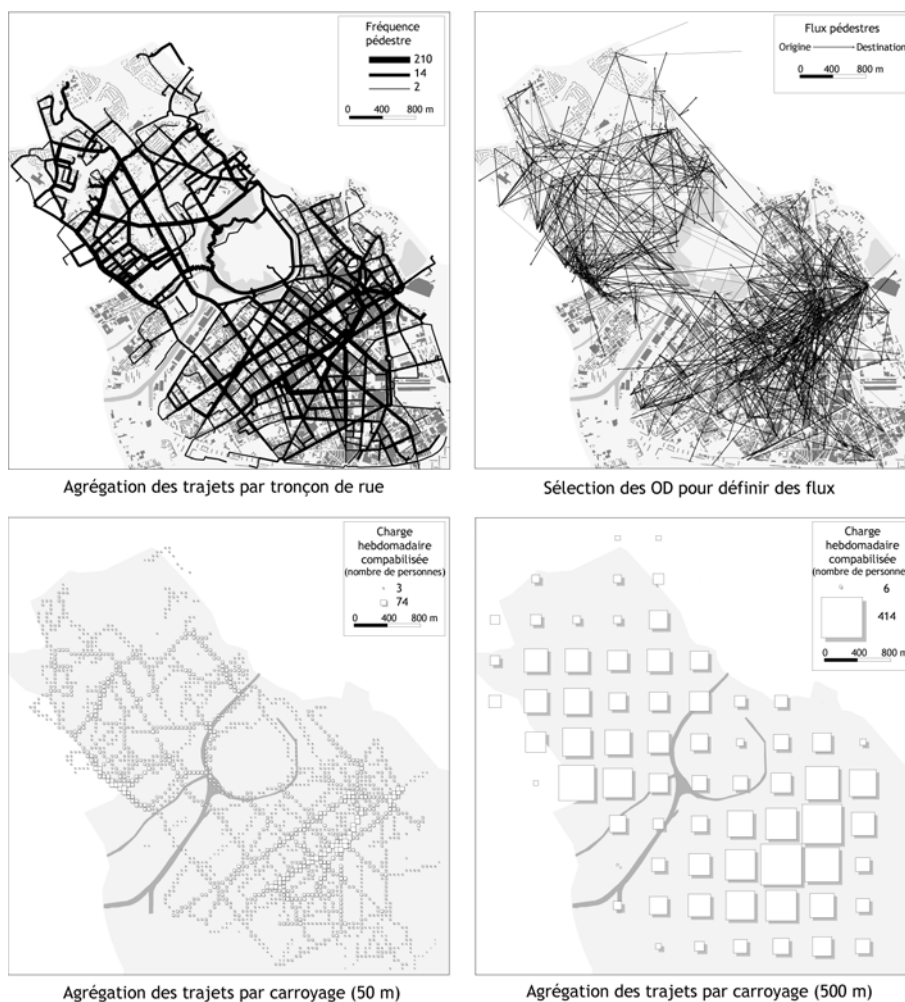 Fréquence
pédestre
210
14
2
0 400 800 m
Agrégation des trajets par tronçon de rue
Flux pédestres
Origine Destination
0 400 800 m
Sélection des OD pour définir des flux
Charge
hebdomadaire
compabilisée
(nombre de personnes)
3
74
0 400 800 m
Agrégation des trajets par carroyage (50 m)
Charge
hebdomadaire
compabilisée
(nombre de personnes)
6
414
0 400 800 m
Agrégation des trajets par carroyage (500 m)